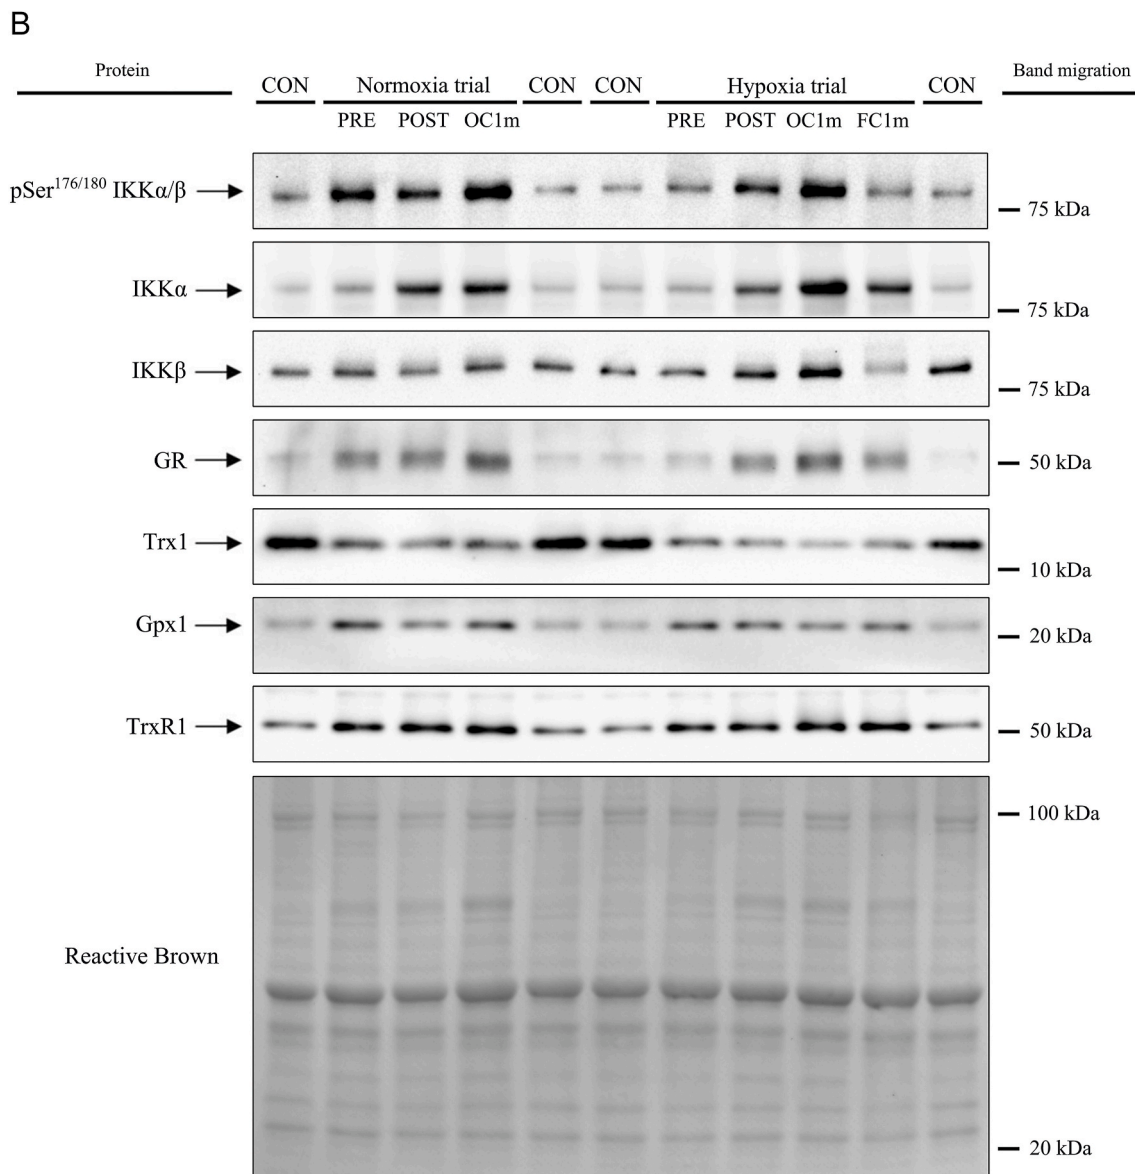 B
Protein
CON Normoxia trial CON CON Hypoxia trial CON
Band migration
PRE POST OC1m PRE POST OC1m FC1m
pSer176/180 IKKα/β
75 kDa
IKKα
75 kDa
IKKβ
75 kDa
GR
50 kDa
Trx1
10 kDa
Gpx1
20 kDa
TrxR1
50 kDa
100 kDa
Reactive Brown
20 kDa